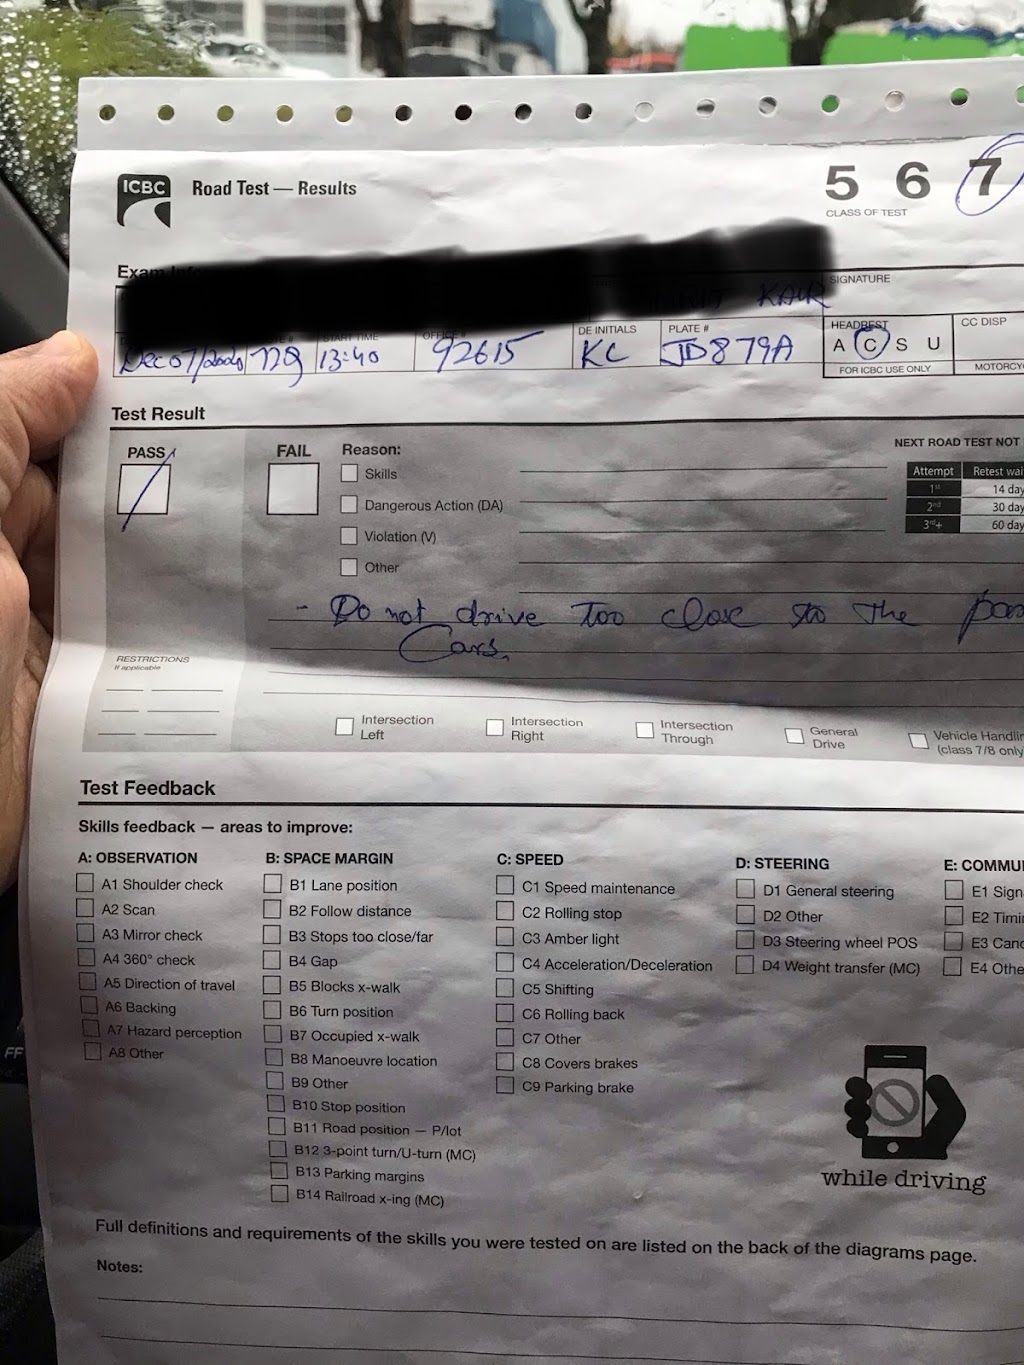 ICBC Road Test — Results
5 6 7
CLASS OF TEST
Exam
SIGNATURE
KAUR
START TIME OFFICE # DE INITIALS PLATE # HEADREST CC DISP
Dec 07/2020 13:40 92615 KC JD879A A C S U
FOR ICBC USE ONLY MOTORCY
Test Result
PASS FAIL Reason:
Skills
Dangerous Action (DA)
Violation (V)
Other
NEXT ROAD TEST NOT
Attempt Retest wai
1st 14 day
2nd 30 day
3rd+ 60 day
- Do not drive too close to the
Cars.
RESTRICTIONS
If applicable
Intersection Left
Intersection Right
Intersection Through
General Drive
Vehicle Handlin
(class 7/8 only
Test Feedback
Skills feedback — areas to improve:
A: OBSERVATION
A1 Shoulder check
A2 Scan
A3 Mirror check
A4 360° check
A5 Direction of travel
A6 Backing
A7 Hazard perception
A8 Other
B: SPACE MARGIN
B1 Lane position
B2 Follow distance
B3 Stops too close/far
B4 Gap
B5 Blocks x-walk
B6 Turn position
B7 Occupied x-walk
B8 Manoeuvre location
B9 Other
B10 Stop position
B11 Road position — P/lot
B12 3-point turn/U-turn (MC)
B13 Parking margins
B14 Railroad x-ing (MC)
C: SPEED
C1 Speed maintenance
C2 Rolling stop
C3 Amber light
C4 Acceleration/Deceleration
C5 Shifting
C6 Rolling back
C7 Other
C8 Covers brakes
C9 Parking brake
D: STEERING
D1 General steering
D2 Other
D3 Steering wheel POS
D4 Weight transfer (MC)
E: COMMU
E1 Sign
E2 Timi
E3 Canc
E4 Othe
while driving
Full definitions and requirements of the skills you were tested on are listed on the back of the diagrams page.
Notes: